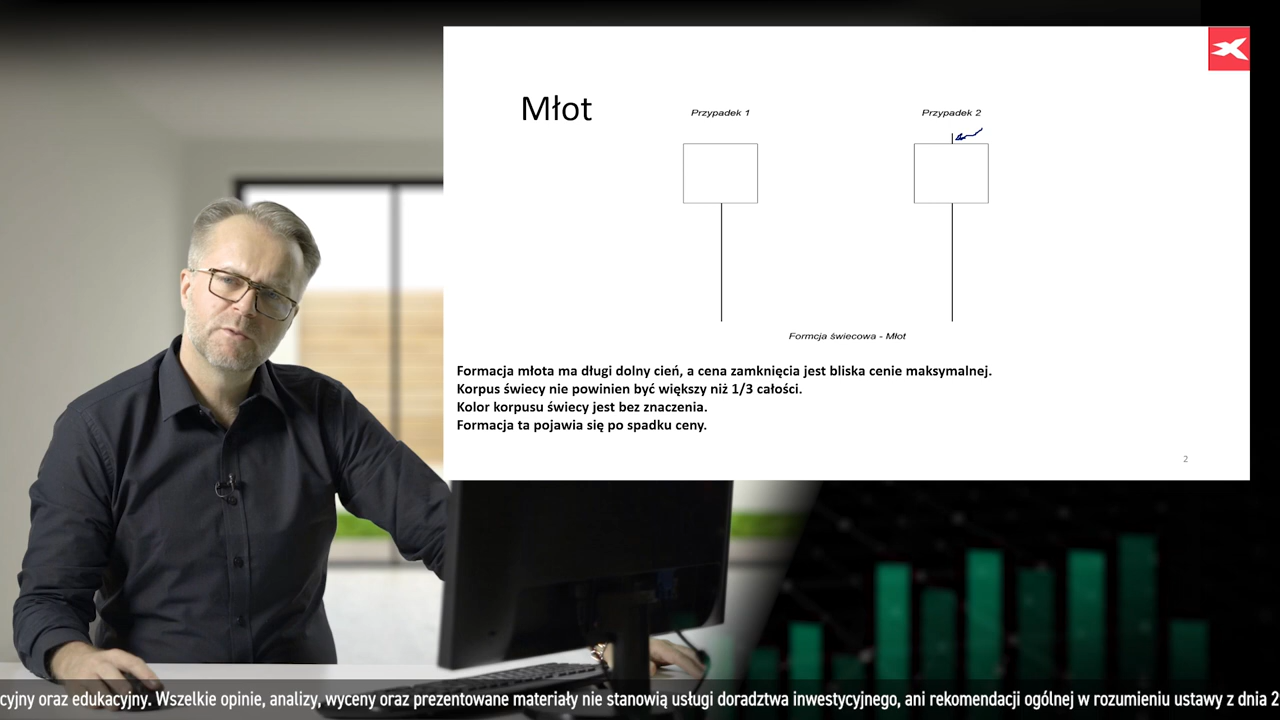 Młot
Przypadek 1
Przypadek 2
Formcja świecowa - Młot
Formacja młota ma długi dolny cień, a cena zamknięcia jest bliska cenie maksymalnej.
Korpus świecy nie powinien być większy niż 1/3 całości.
Kolor korpusu świecy jest bez znaczenia.
Formacja ta pojawia się po spadku ceny.
2
cyjny oraz edukacyjny. Wszelkie opinie, analizy, wyceny oraz prezentowane materiały nie stanowią usługi doradztwa inwestycyjnego, ani rekomendacji ogólnej w rozumieniu ustawy z dnia 2